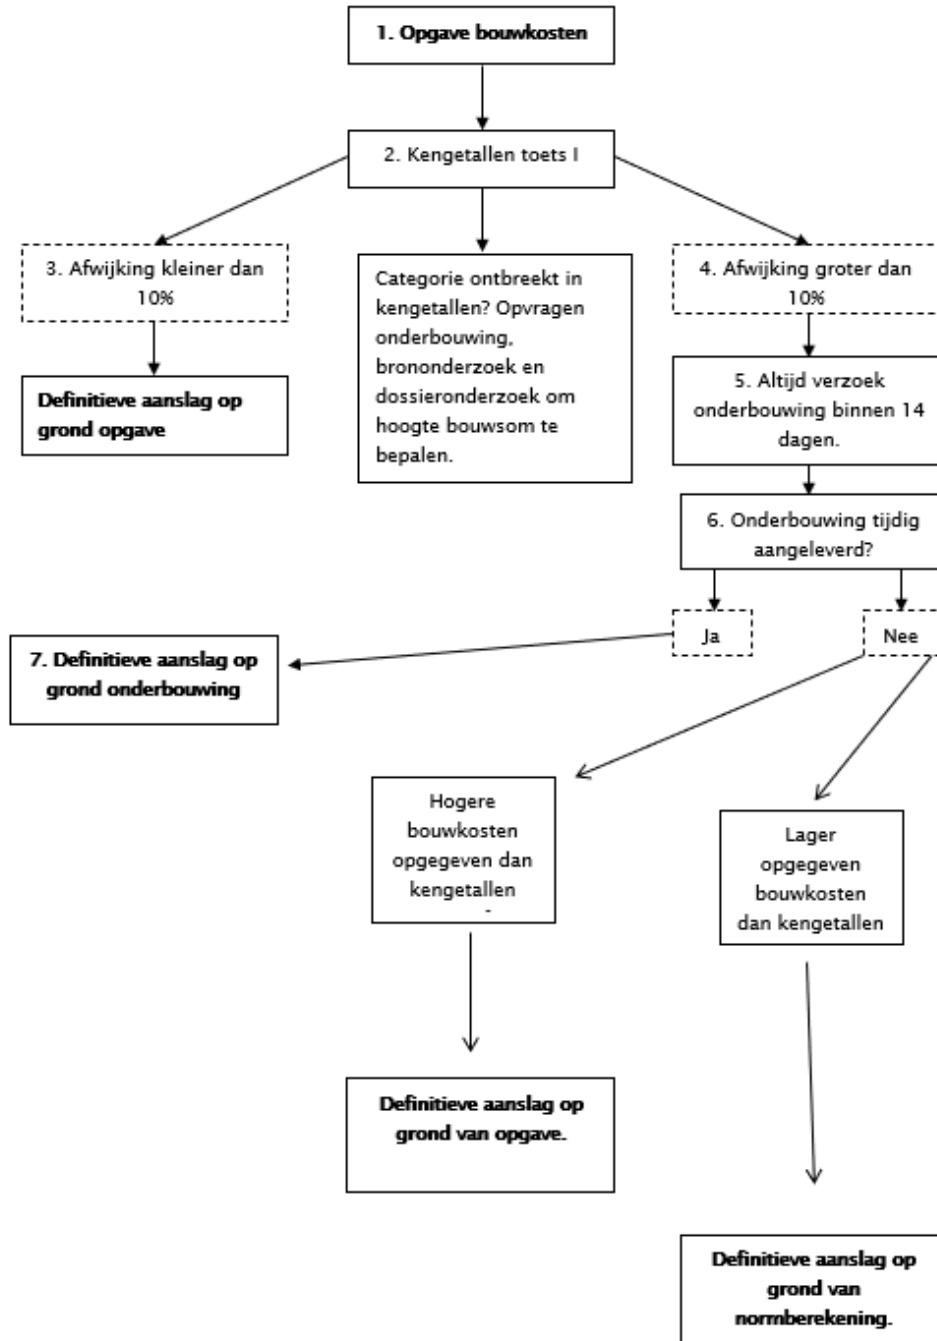 1. Opgave bouwkosten
2. Kengetallen toets I
3. Afwijking kleiner dan
10%
Categorie ontbreekt in
kengetallen? Opvragen
onderbouwing,
brononderzoek en
dossieronderzoek om
hoogte bouwsom te
bepalen.
4. Afwijking groter dan
10%
Definitieve aanslag op
grond opgave
5. Altijd verzoek
onderbouwing binnen 14
dagen.
6. Onderbouwing tijdig
aangeleverd?
Ja
Nee
7. Definitieve aanslag op
grond onderbouwing
Hogere
bouwkosten
opgegeven dan
kengetallen
-
Lager
opgegeven
bouwkosten
dan kengetallen
Definitieve aanslag op
grond van opgave.
Definitieve aanslag op
grond van
normberekening.